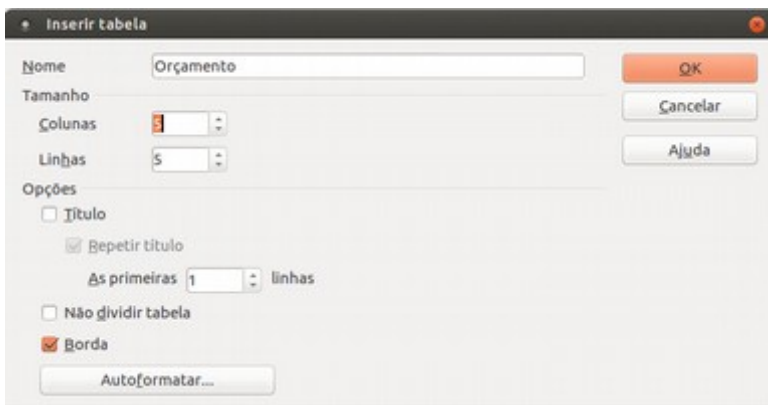 Inserir tabela
Nome Orçamento
OK
Tamanho
Cancelar
Colunas 5
Linhas 5
Ajuda
Opções
Título
Repetir título
As primeiras 1 linhas
Não dividir tabela
Borda
Autoformatar...